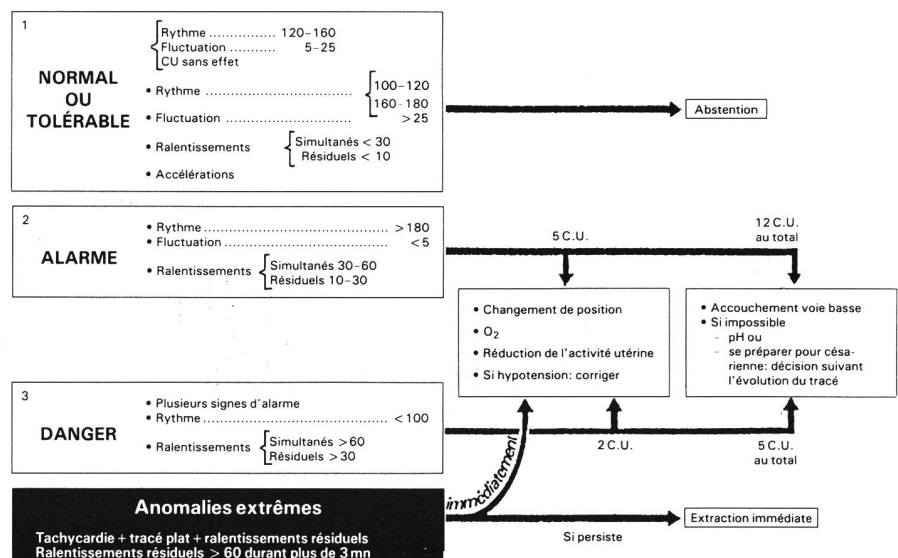 1
NORMAL
OU
TOLÉRABLE
Rythme ................ 120-160
Fluctuation ........... 5-25
CU sans effet
• Rythme .................................. 100-120
160-180
• Fluctuation ............................. >25
• Ralentissements Simultanés < 30
Résiduels < 10
• Accélérations
Abstention
2
ALARME
• Rythme ................................................ >180
• Fluctuation ...................................... <5
• Ralentissements Simultanés 30-60
Résiduels 10-30
5 C.U.
12 C.U.
au total
• Changement de position
• O2
• Réduction de l'activité utérine
• Si hypotension: corriger
• Accouchement voie basse
• Si impossible
- pH ou
- se préparer pour césa-
rienne: décision suivant
l'évolution du tracé
3
DANGER
• Plusieurs signes d'alarme
• Rythme ............................................ <100
• Ralentissements Simultanés >60
Résiduels >30
2 C.U.
5 C.U.
au total
immédiatement
Anomalies extrêmes
Tachycardie + tracé plat + ralentissements résiduels
Ralentissements résiduels > 60 durant plus de 3 mn
Si persiste
Extraction immédiate